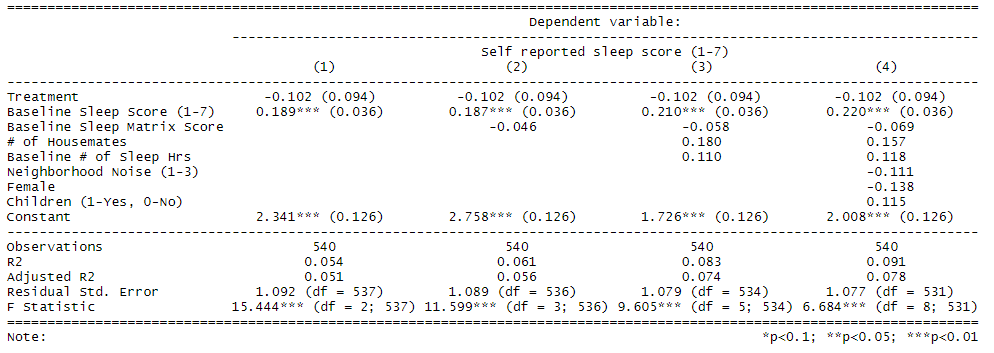 Dependent variable:
Self reported sleep score (1-7)
(1) (2) (3) (4)
Treatment -0.102 (0.094) -0.102 (0.094) -0.102 (0.094) -0.102 (0.094)
Baseline Sleep Score (1-7) 0.189*** (0.036) 0.187*** (0.036) 0.210*** (0.036) 0.220*** (0.036)
Baseline Sleep Matrix Score -0.046 -0.058 -0.069
# of Housemates 0.180 0.157
Baseline # of Sleep Hrs 0.110 0.118
Neighborhood Noise (1-3) -0.111
Female -0.138
Children (1-Yes, 0-No) 0.115
Constant 2.341*** (0.126) 2.758*** (0.126) 1.726*** (0.126) 2.008*** (0.126)
Observations 540 540 540 540
R2 0.054 0.061 0.083 0.091
Adjusted R2 0.051 0.056 0.074 0.078
Residual Std. Error 1.092 (df = 537) 1.089 (df = 536) 1.079 (df = 534) 1.077 (df = 531)
F Statistic 15.444*** (df = 2; 537) 11.599*** (df = 3; 536) 9.605*** (df = 5; 534) 6.684*** (df = 8; 531)
Note: *p<0.1; **p<0.05; ***p<0.01